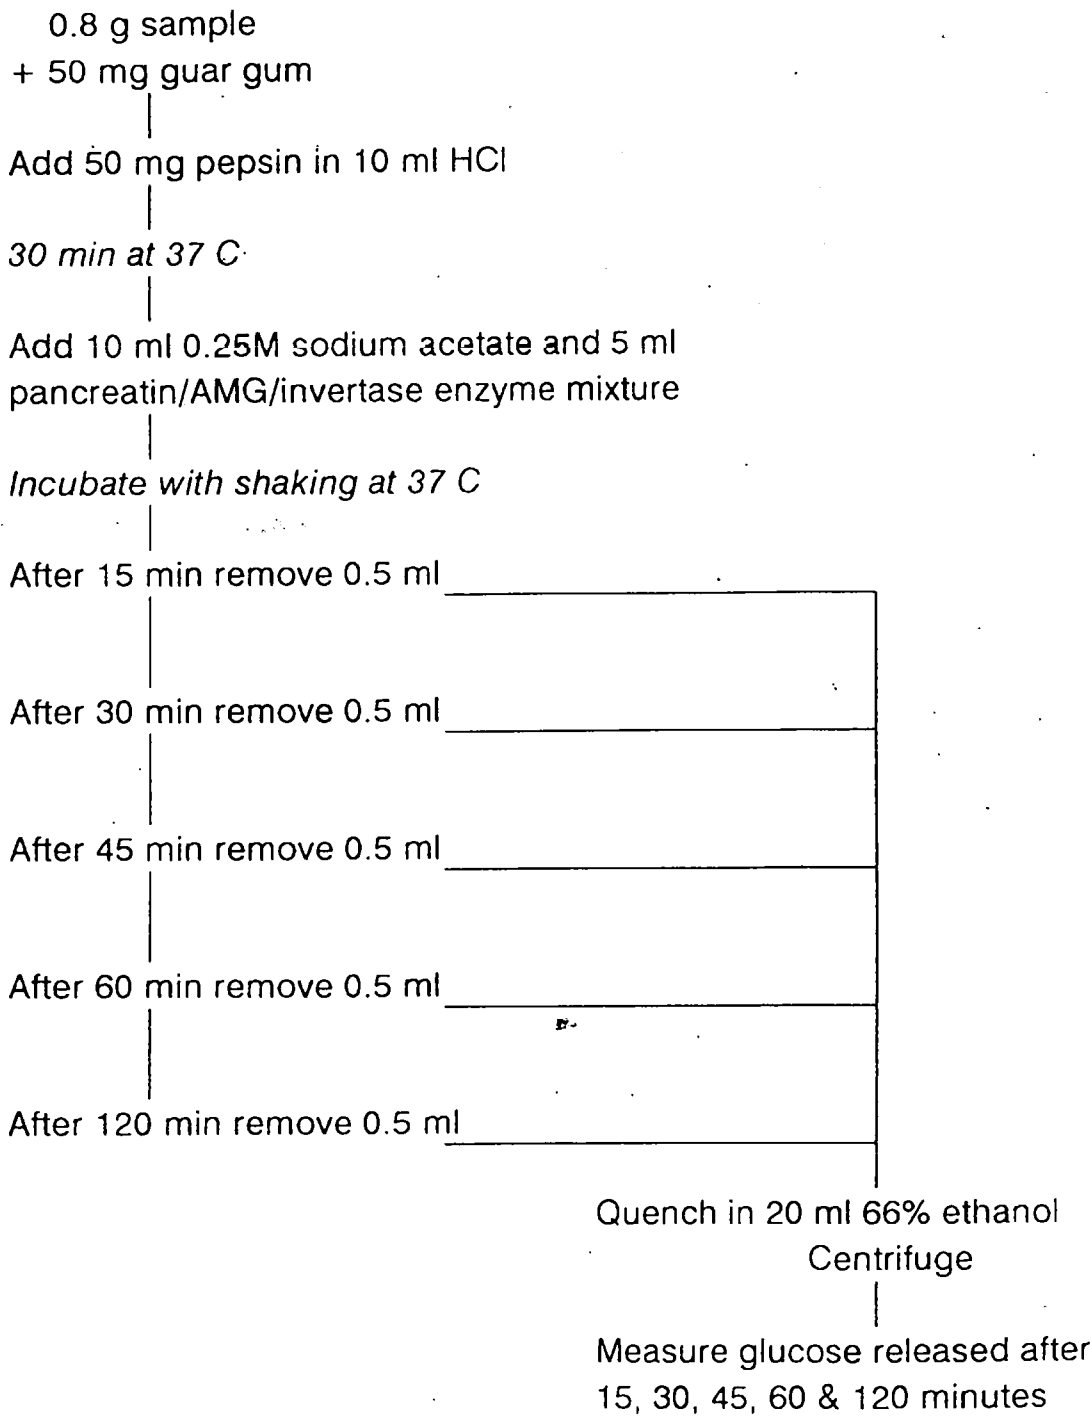 0.8 g sample
+ 50 mg guar gum
Add 50 mg pepsin in 10 ml HCl
30 min at 37 C
Add 10 ml 0.25M sodium acetate and 5 ml
pancreatin/AMG/invertase enzyme mixture
Incubate with shaking at 37 C
After 15 min remove 0.5 ml
After 30 min remove 0.5 ml
After 45 min remove 0.5 ml
After 60 min remove 0.5 ml
After 120 min remove 0.5 ml
Quench in 20 ml 66% ethanol
Centrifuge
Measure glucose released after
15, 30, 45, 60 & 120 minutes